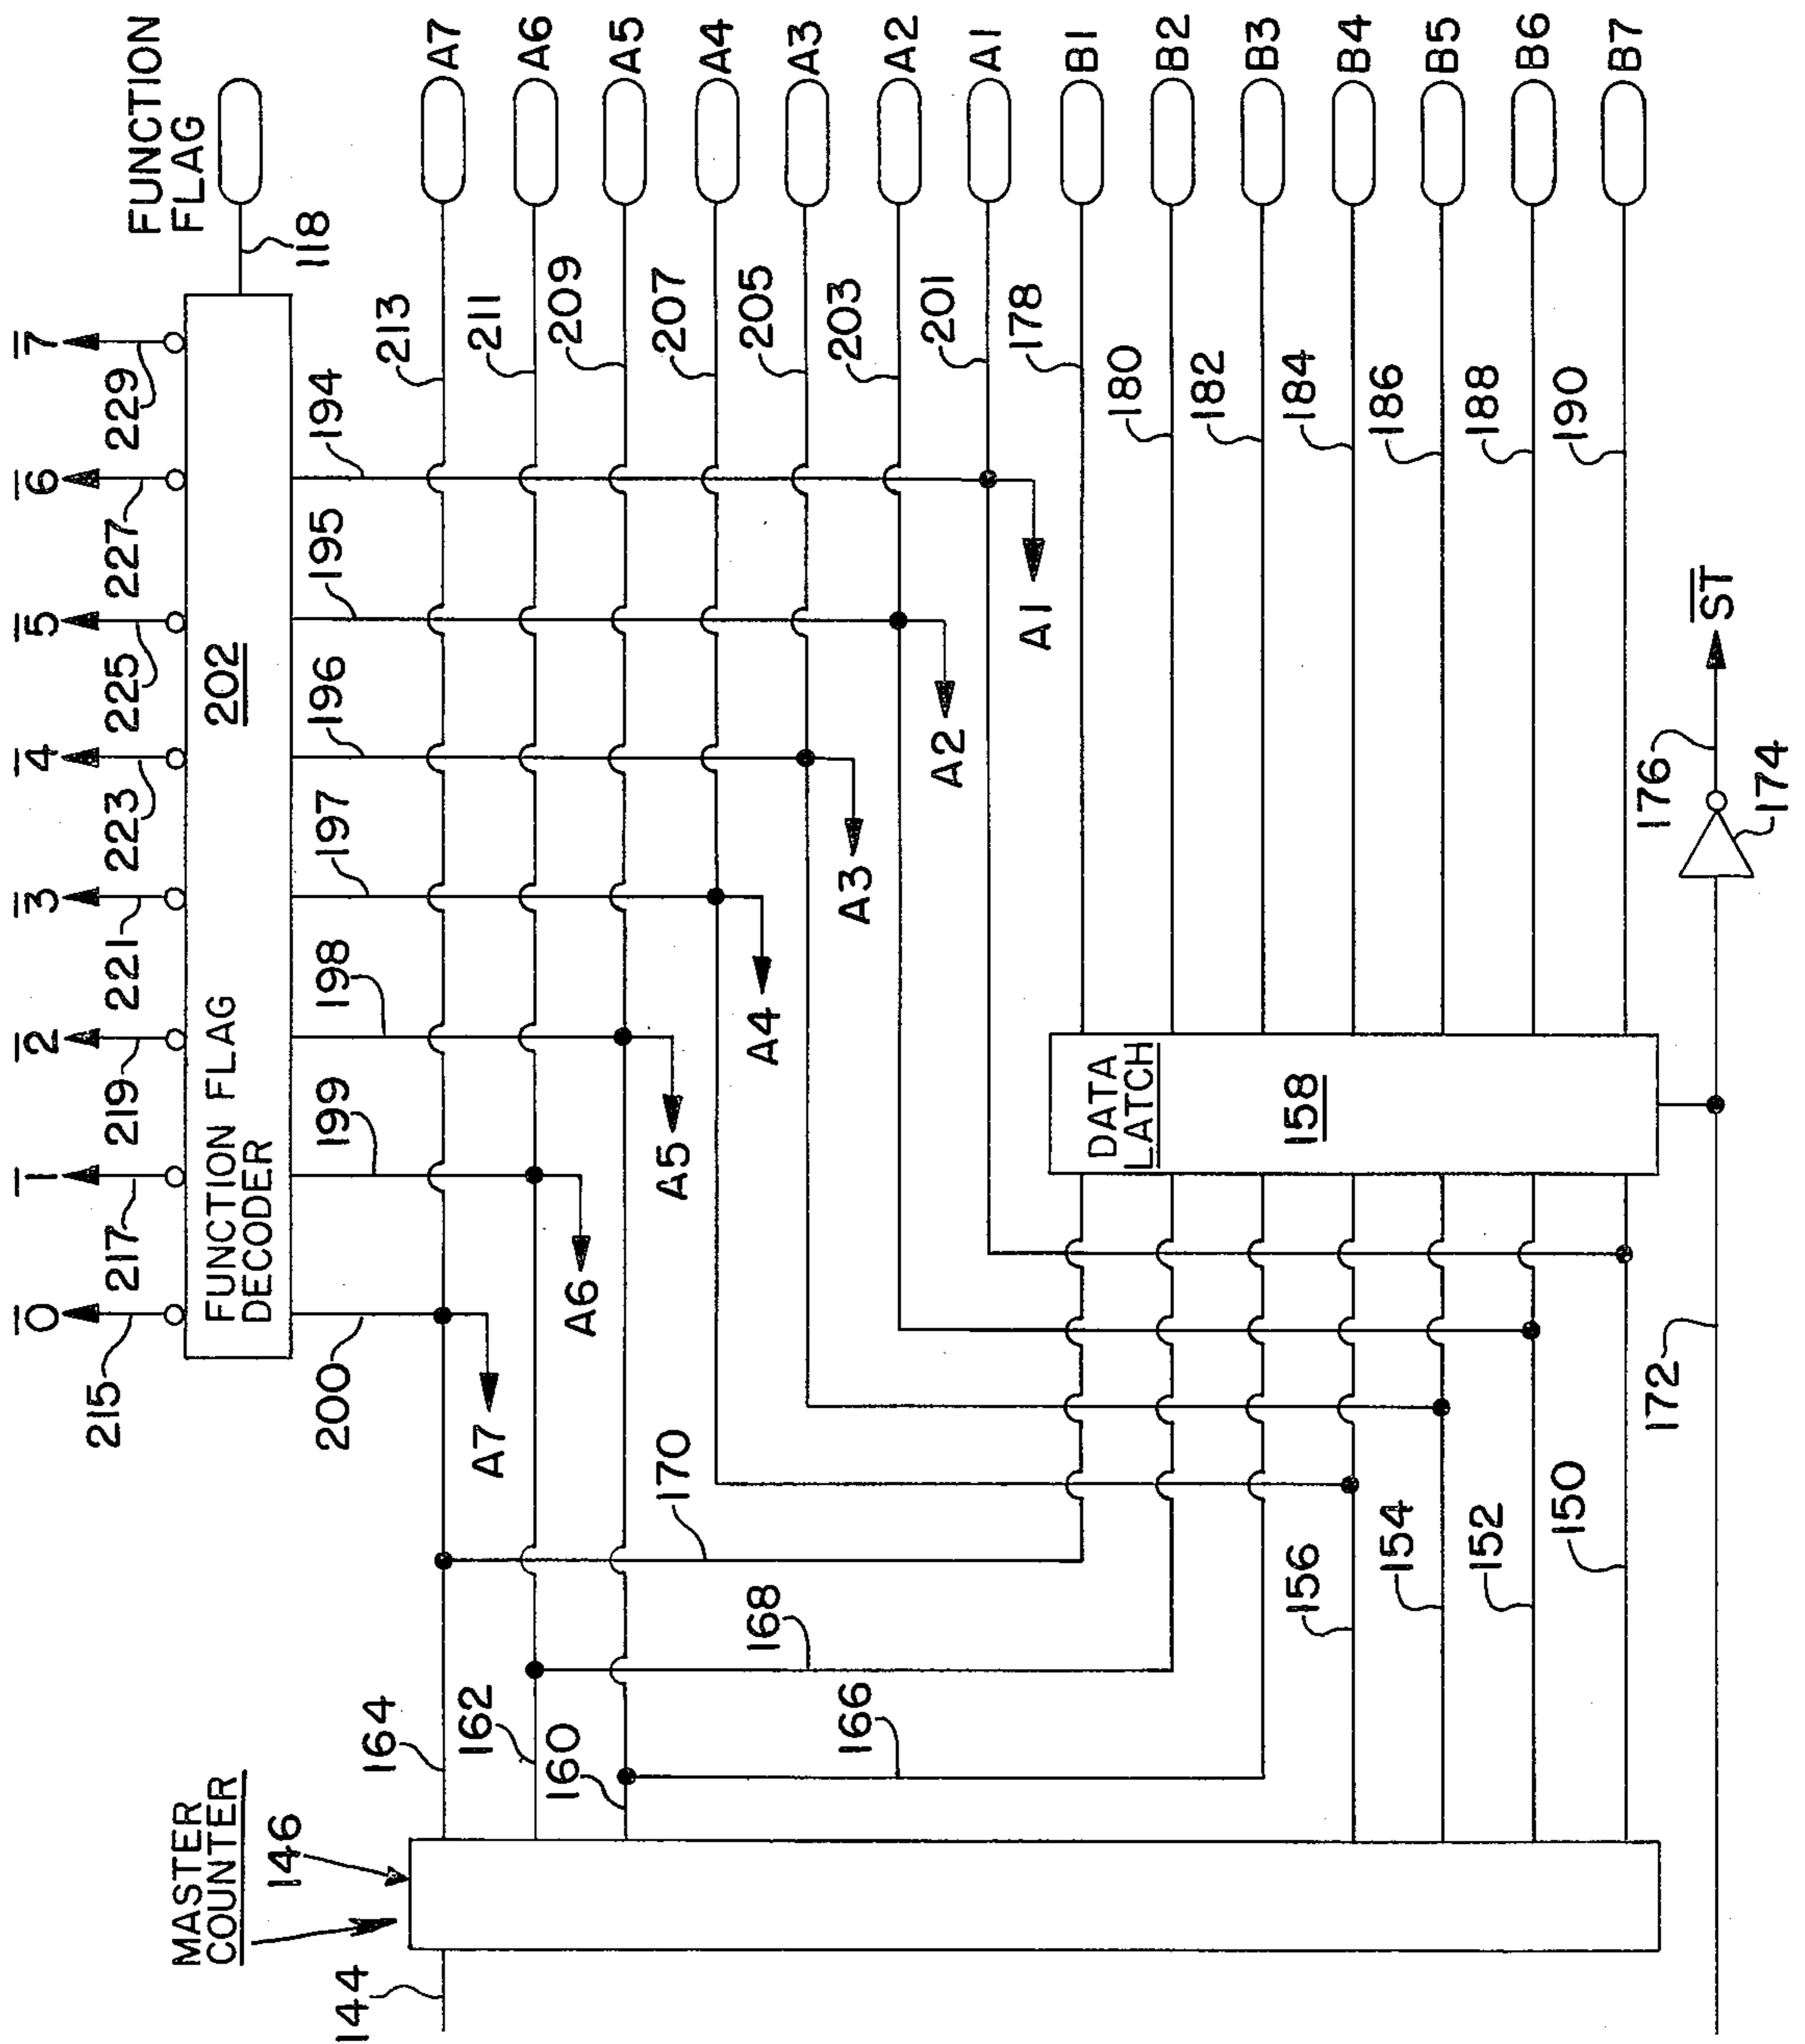 0̅
1̅
2̅
3̅
4̅
5̅
6̅
7̅
215
217
219
221
223
225
227
229
FUNCTION
FLAG
MASTER
COUNTER
146
FUNCTION FLAG
DECODER
202
118
144
200
199
198
197
196
195
194
164
213
A7
162
A7
211
A6
160
A6
209
A5
170
A5
207
A4
168
A4
205
A3
166
A3
203
A2
A2
201
A1
A1
178
B1
DATA
LATCH
158
180
B2
182
B3
156
184
B4
154
186
B5
152
188
B6
150
190
B7
172
176
S̅T̅
174